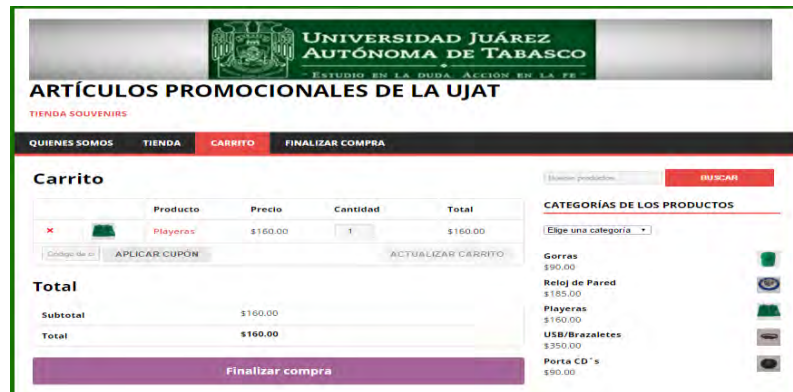 UNIVERSIDAD JUÁREZ
AUTÓNOMA DE TABASCO
ESTUDIO EN LA DUDA. ACCIÓN EN LA FE
ARTÍCULOS PROMOCIONALES DE LA UJAT
TIENDA SOUVENIRS
QUIENES SOMOS TIENDA CARRITO FINALIZAR COMPRA
Carrito
Producto Precio Cantidad Total
× Playeras $160.00 1 $160.00
Código de APLICAR CUPÓN ACTUALIZAR CARRITO
Total
Subtotal $160.00
Total $160.00
Finalizar compra
Buscar productos... BUSCAR
CATEGORÍAS DE LOS PRODUCTOS
Elige una categoría
Gorras
$90.00
Reloj de Pared
$185.00
Playeras
$160.00
USB/Brazaletes
$350.00
Porta CD´s
$90.00